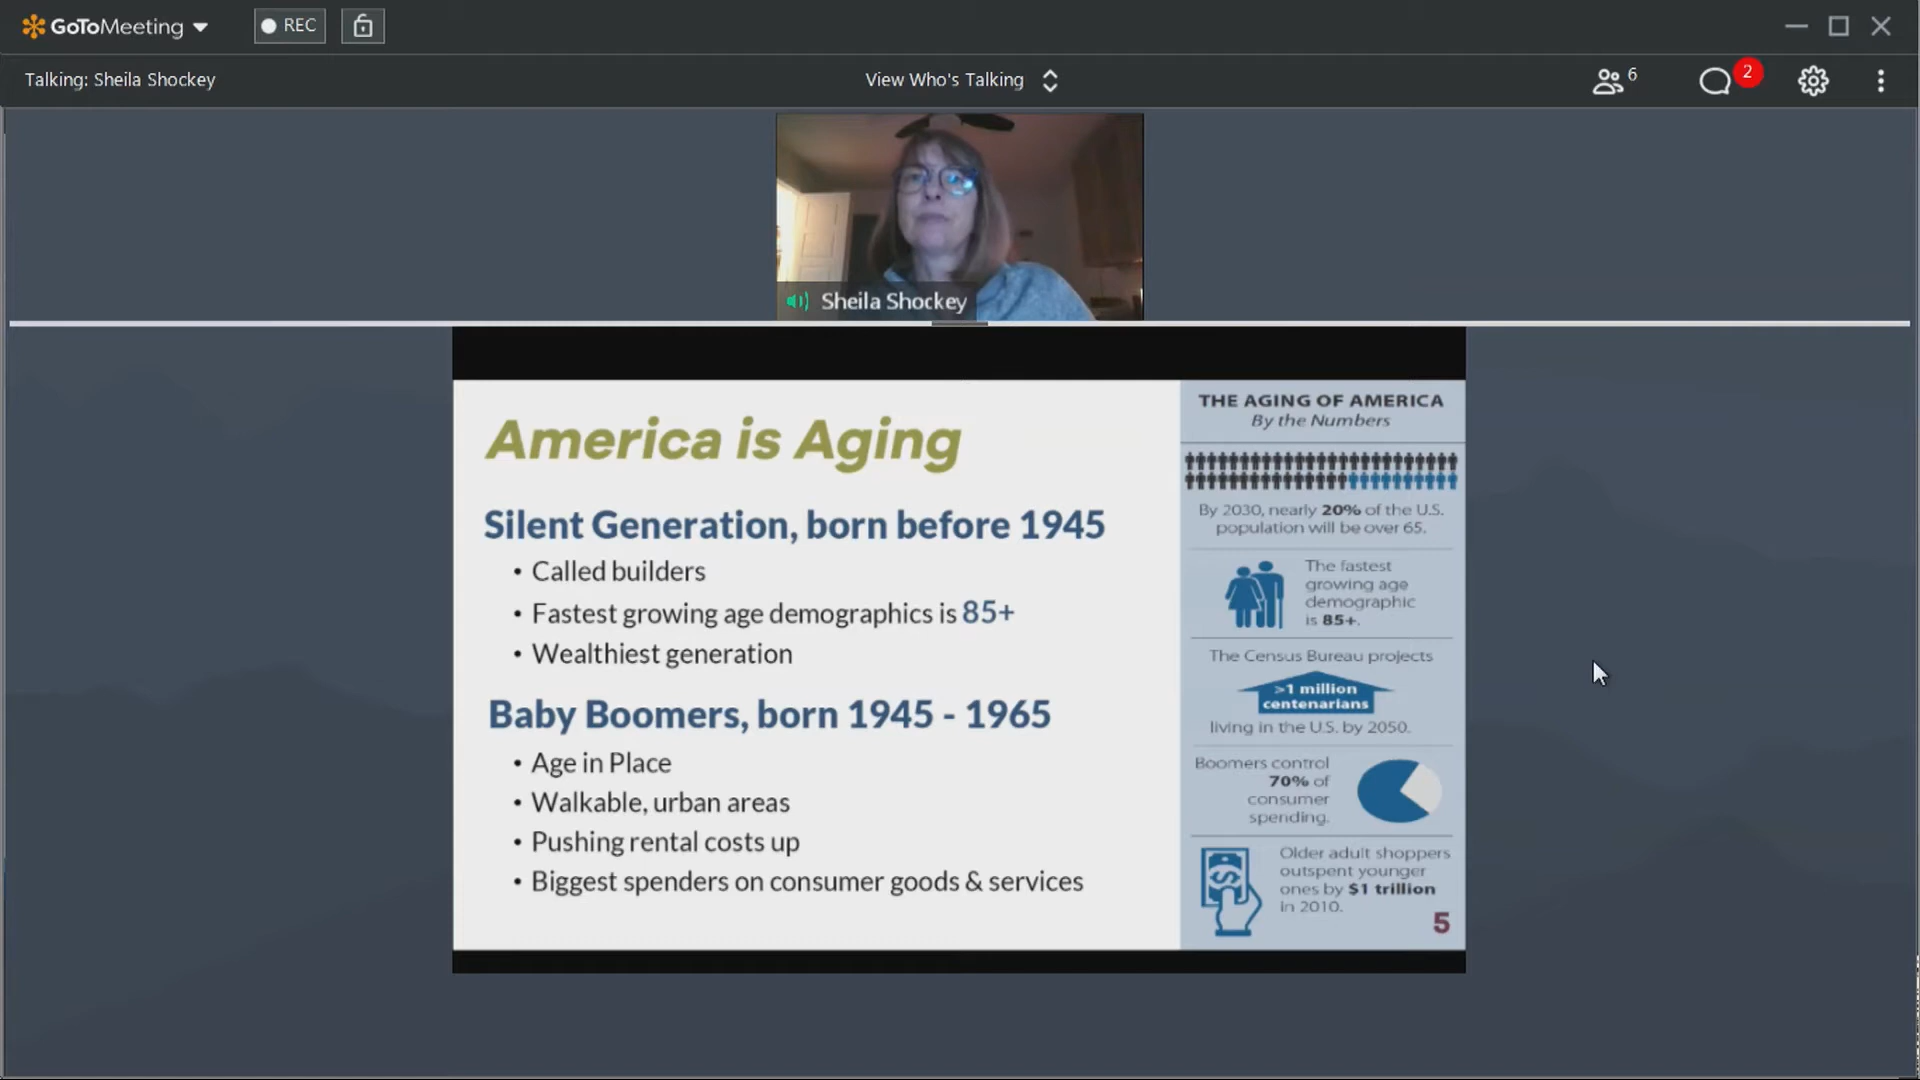 GoToMeeting
REC
Talking: Sheila Shockey
View Who's Talking
6
2
Sheila Shockey
America is Aging
Silent Generation, born before 1945
• Called builders
• Fastest growing age demographics is 85+
• Wealthiest generation
Baby Boomers, born 1945 - 1965
• Age in Place
• Walkable, urban areas
• Pushing rental costs up
• Biggest spenders on consumer goods & services
THE AGING OF AMERICA
By the Numbers
By 2030, nearly 20% of the U.S.
population will be over 65.
The fastest
growing age
demographic
is 85+.
The Census Bureau projects
>1 million
centenarians
living in the U.S. by 2050.
Boomers control
70% of
consumer
spending.
Older adult shoppers
outspent younger
ones by $1 trillion
in 2010.
5